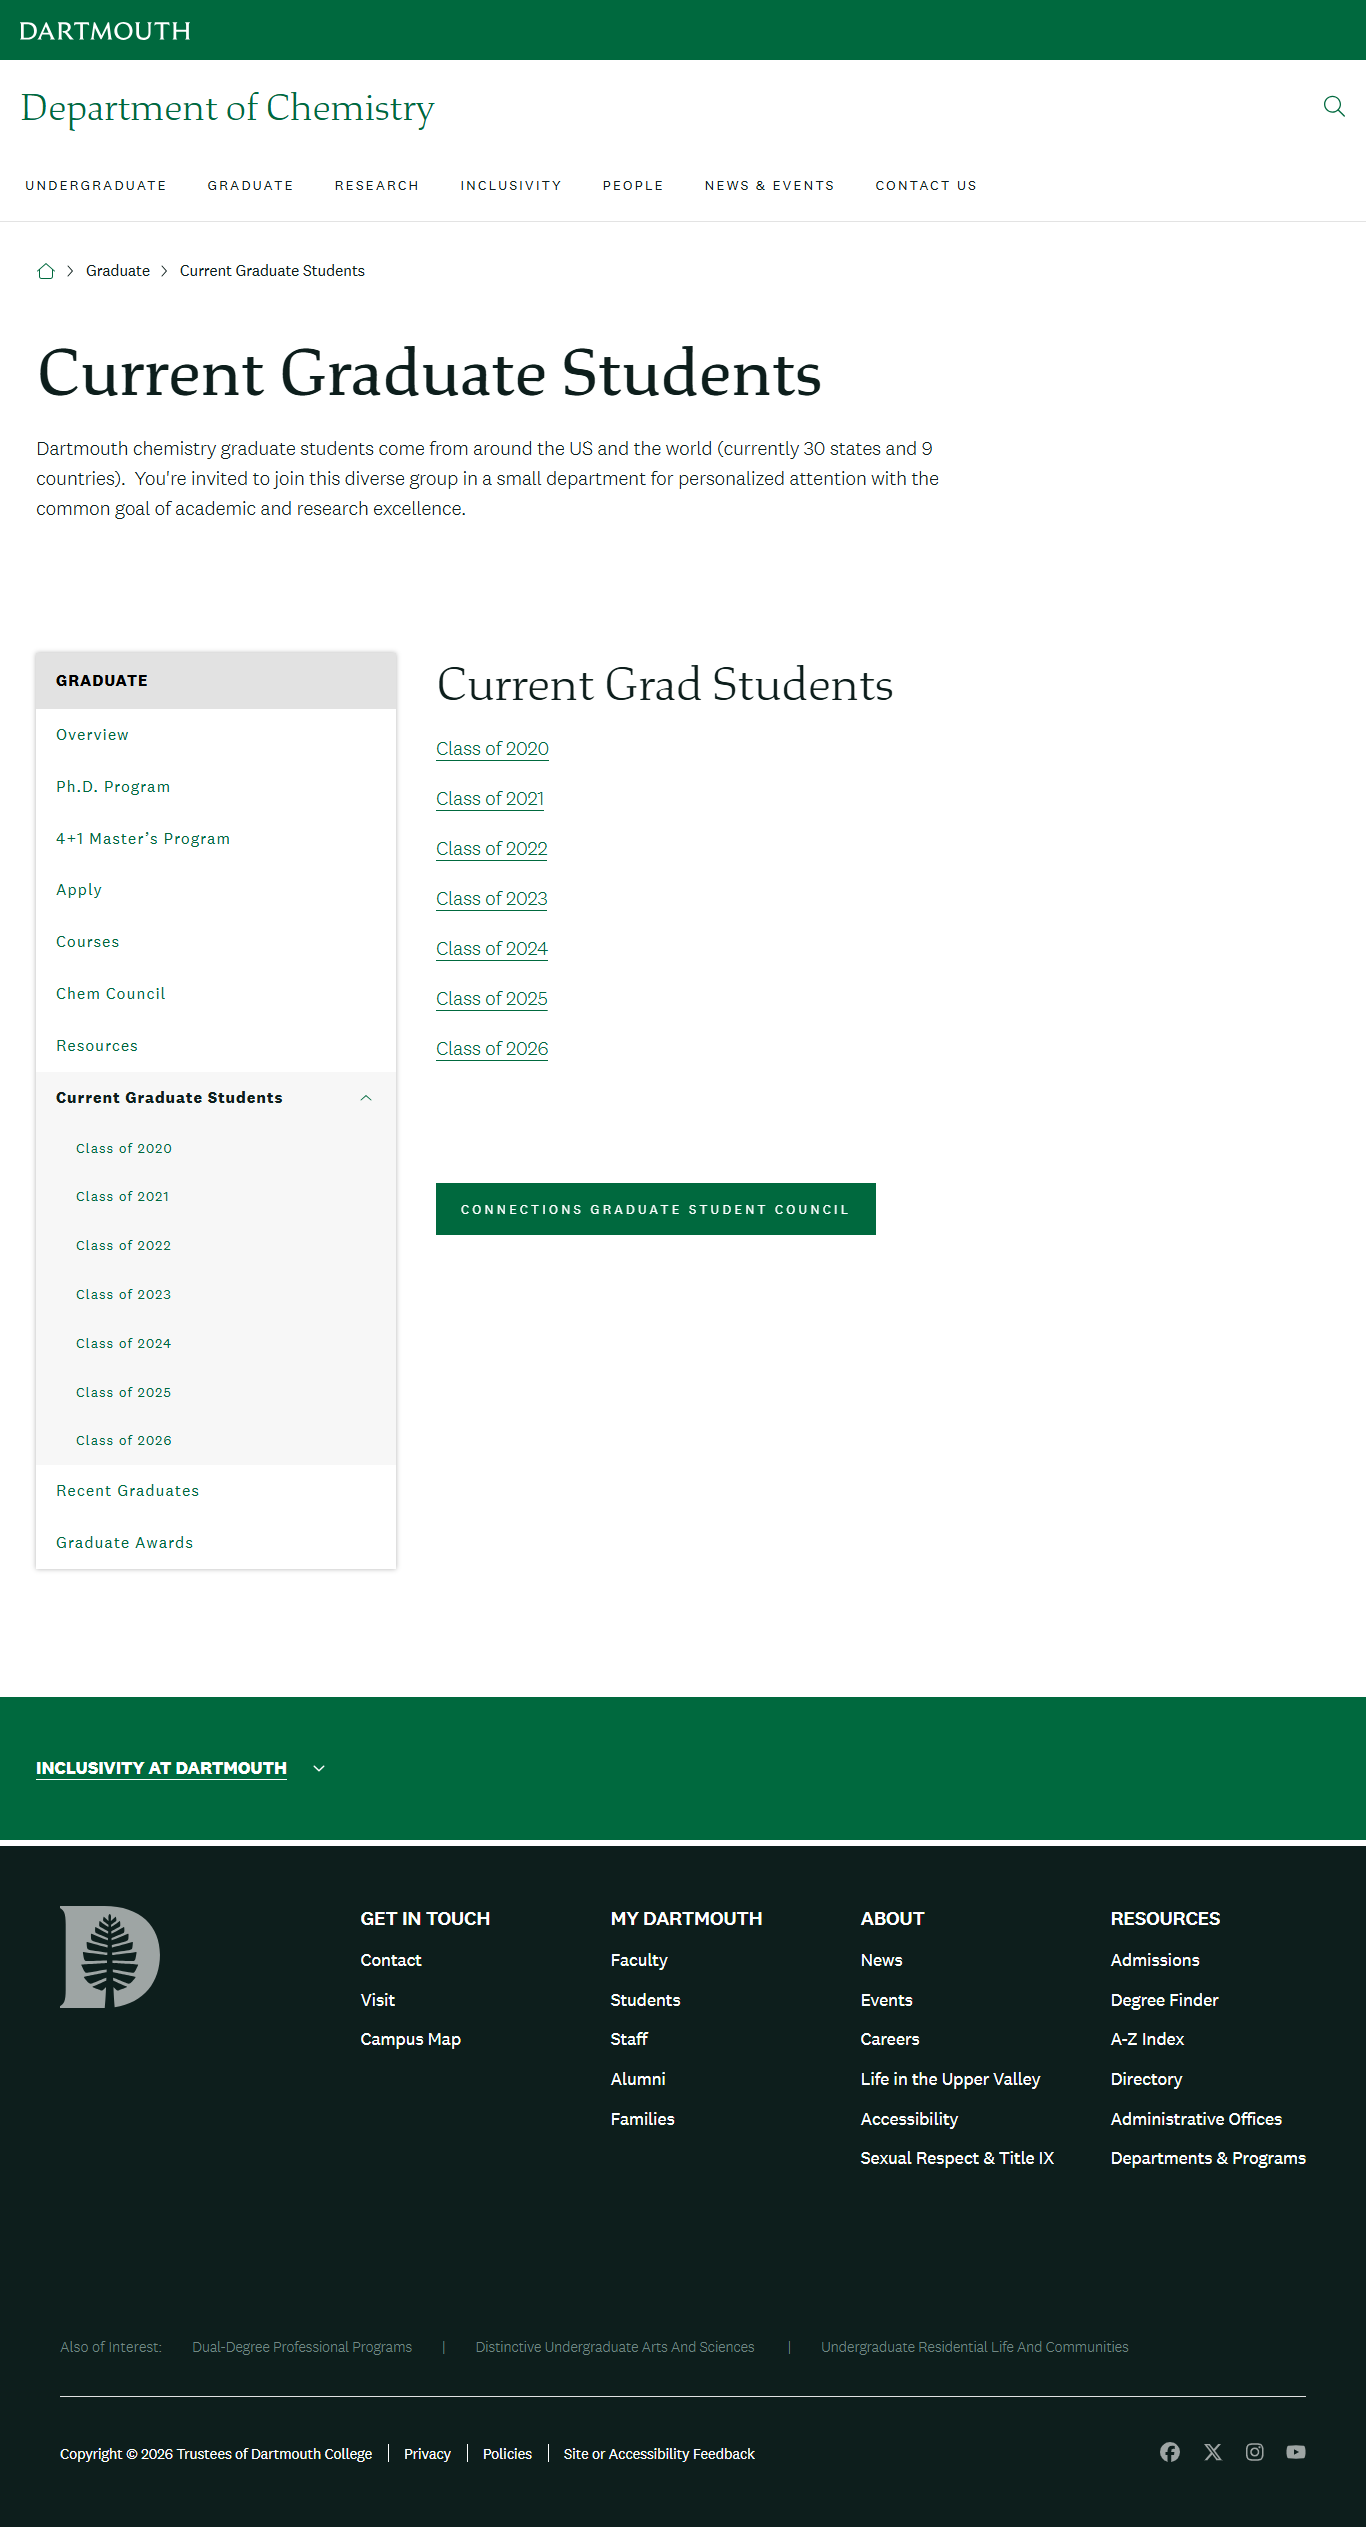 DARTMOUTH
Department of Chemistry
UNDERGRADUATE GRADUATE RESEARCH INCLUSIVITY PEOPLE NEWS & EVENTS CONTACT US
Graduate Current Graduate Students
Current Graduate Students
Dartmouth chemistry graduate students come from around the US and the world (currently 30 states and 9
countries).  You're invited to join this diverse group in a small department for personalized attention with the
common goal of academic and research excellence.
GRADUATE
Overview
Ph.D. Program
4+1 Master’s Program
Apply
Courses
Chem Council
Resources
Current Graduate Students
Class of 2020
Class of 2021
Class of 2022
Class of 2023
Class of 2024
Class of 2025
Class of 2026
Recent Graduates
Graduate Awards
Current Grad Students
Class of 2020
Class of 2021
Class of 2022
Class of 2023
Class of 2024
Class of 2025
Class of 2026
CONNECTIONS GRADUATE STUDENT COUNCIL
INCLUSIVITY AT DARTMOUTH
D
GET IN TOUCH
Contact
Visit
Campus Map
MY DARTMOUTH
Faculty
Students
Staff
Alumni
Families
ABOUT
News
Events
Careers
Life in the Upper Valley
Accessibility
Sexual Respect & Title IX
RESOURCES
Admissions
Degree Finder
A-Z Index
Directory
Administrative Offices
Departments & Programs
Also of Interest: Dual-Degree Professional Programs | Distinctive Undergraduate Arts And Sciences | Undergraduate Residential Life And Communities
Copyright © 2026 Trustees of Dartmouth College | Privacy | Policies | Site or Accessibility Feedback